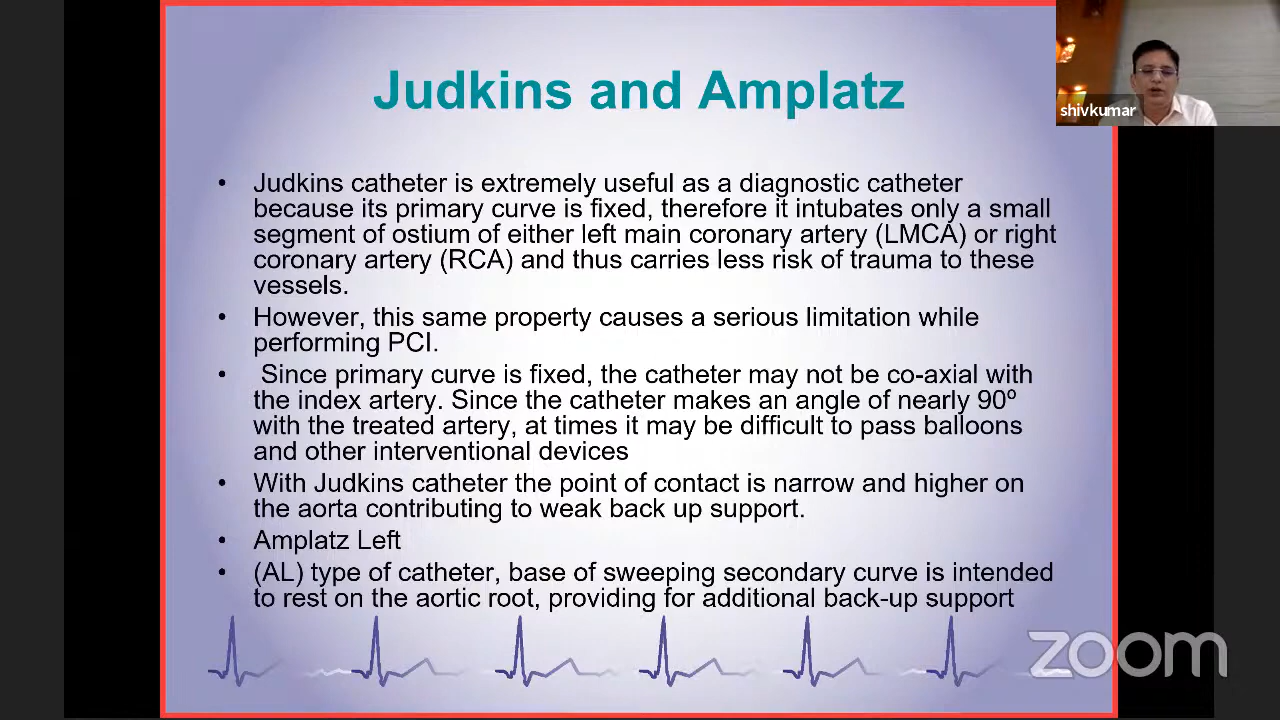 Judkins and Amplatz
shivkumar
• Judkins catheter is extremely useful as a diagnostic catheter
because its primary curve is fixed, therefore it intubates only a small
segment of ostium of either left main coronary artery (LMCA) or right
coronary artery (RCA) and thus carries less risk of trauma to these
vessels.
• However, this same property causes a serious limitation while
performing PCI.
• Since primary curve is fixed, the catheter may not be co-axial with
the index artery. Since the catheter makes an angle of nearly 90º
with the treated artery, at times it may be difficult to pass balloons
and other interventional devices
• With Judkins catheter the point of contact is narrow and higher on
the aorta contributing to weak back up support.
• Amplatz Left
• (AL) type of catheter, base of sweeping secondary curve is intended
to rest on the aortic root, providing for additional back-up support
zoom